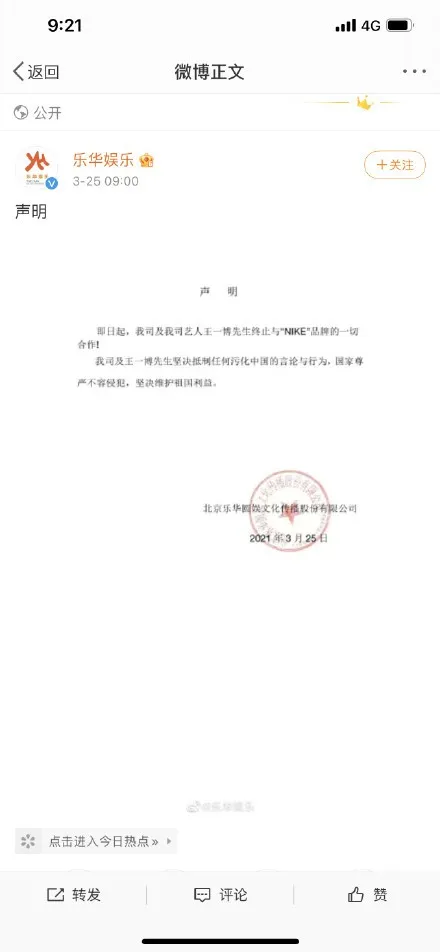 9:21
4G
返回
微博正文
公开
乐华娱乐
3-25 09:00
+关注
声明
声 明
即日起，我司及我司艺人王一博先生终止与“NIKE”品牌的一切
合作！
我司及王一博先生坚决抵制任何污化中国的言论与行为，国家尊
严不容侵犯，坚决维护祖国利益。
北京乐华圆娱文化传播股份有限公司
2021 年 3 月 25 日
@乐华娱乐
点击进入今日热点»
转发
评论
赞